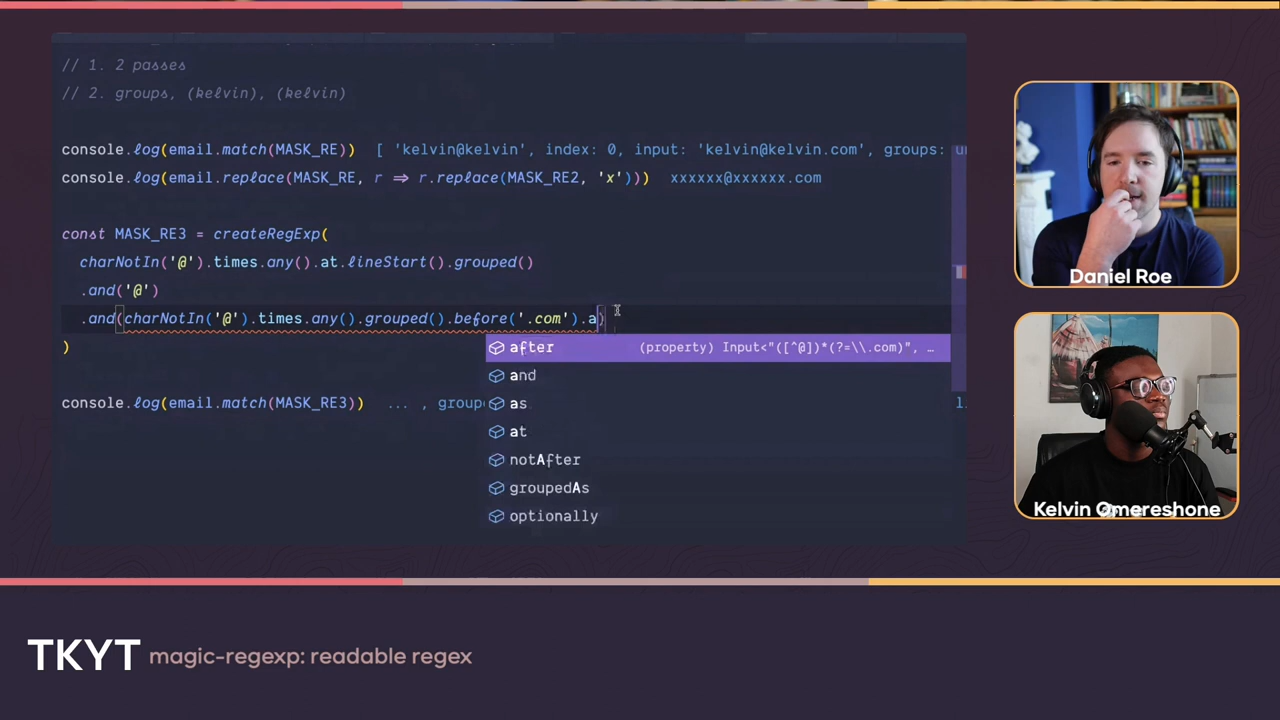 // 1. 2 passes
// 2. groups, (kelvin), (kelvin)
console.log(email.match(MASK_RE)) [ 'kelvin@kelvin', index: 0, input: 'kelvin@kelvin.com', groups:
console.log(email.replace(MASK_RE, r => r.replace(MASK_RE2, 'x'))) xxxxxx@xxxxxx.com
const MASK_RE3 = createRegExp(
charNotIn('@').times.any().at.lineStart().grouped()
.and('@')
.and(charNotIn('@').times.any().grouped().before('.com').a)
)
after (property) Input<"([^@])*(?=\\.com)", …
and
as
at
notAfter
groupedAs
optionally
console.log(email.match(MASK_RE3)) ... , group
Daniel Roe
Kelvin Omereshone
TKYT magic-regexp: readable regex